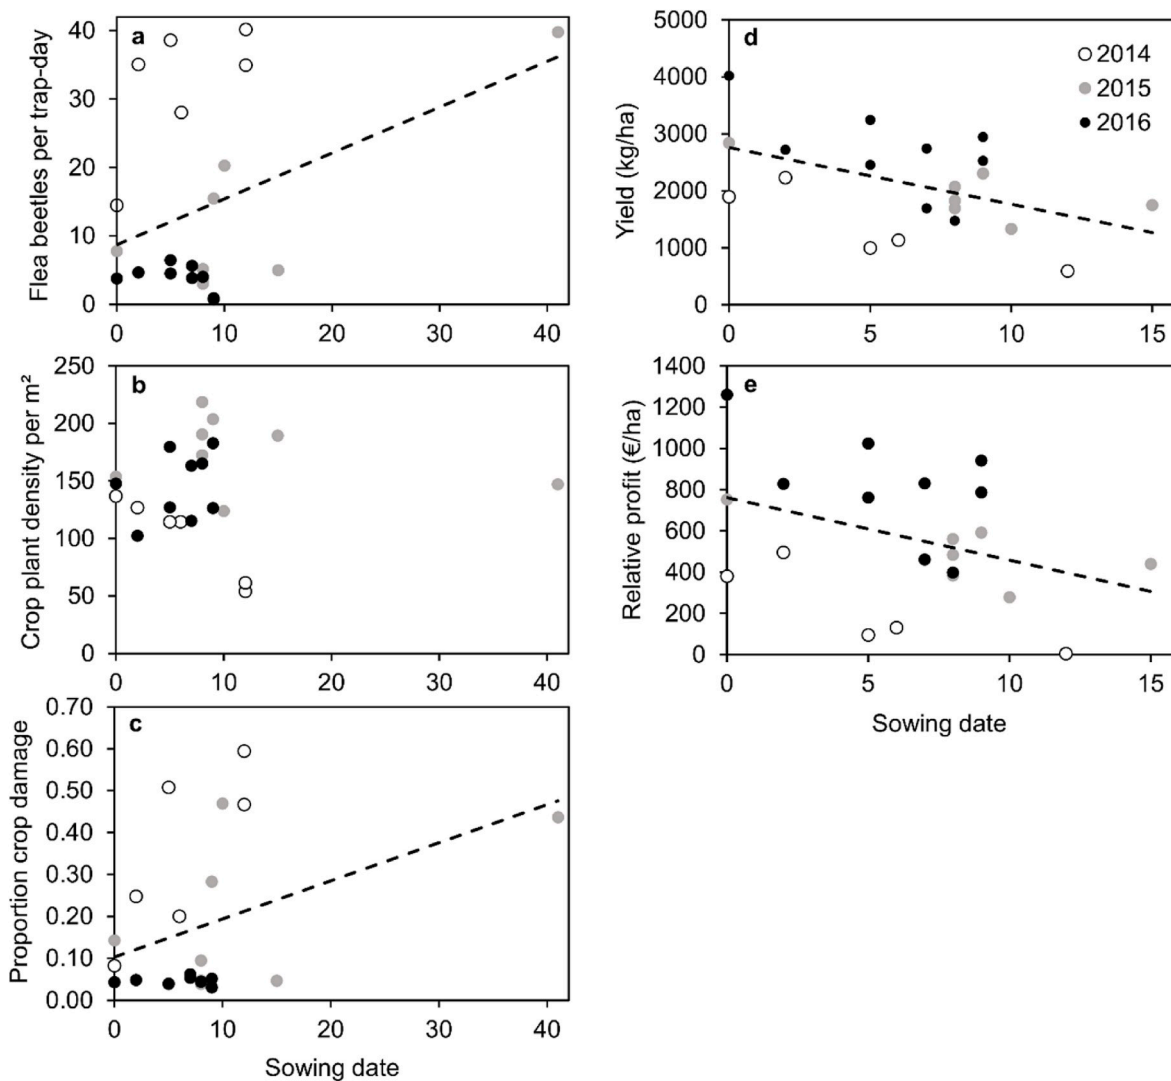 a
Flea beetles per trap-day
40
30
20
10
0
0 10 20 30 40
b
Crop plant density per m²
250
200
150
100
50
0
0 10 20 30 40
c
Proportion crop damage
0.70
0.60
0.50
0.40
0.30
0.20
0.10
0.00
0 10 20 30 40
Sowing date
d
Yield (kg/ha)
5000
4000
3000
2000
1000
0
0 5 10 15
2014
2015
2016
e
Relative profit (€/ha)
1400
1200
1000
800
600
400
200
0
0 5 10 15
Sowing date